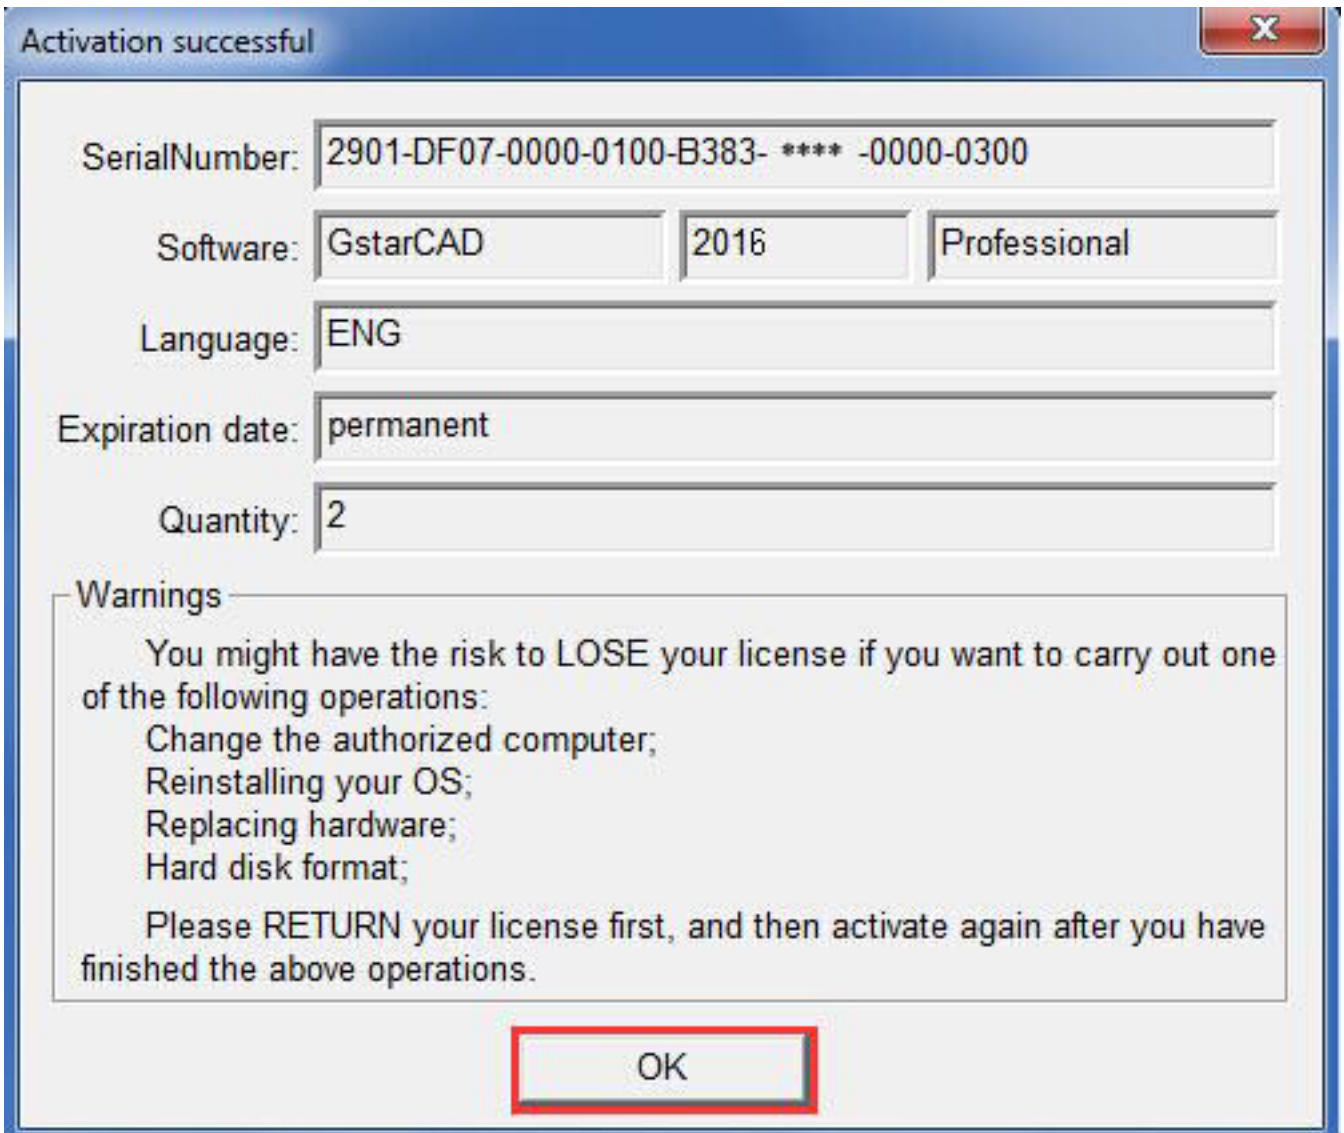 Activation successful
SerialNumber: 2901-DF07-0000-0100-B383- **** -0000-0300
Software: GstarCAD 2016 Professional
Language: ENG
Expiration date: permanent
Quantity: 2
Warnings
You might have the risk to LOSE your license if you want to carry out one
of the following operations:
Change the authorized computer;
Reinstalling your OS;
Replacing hardware;
Hard disk format;
Please RETURN your license first, and then activate again after you have
finished the above operations.
OK